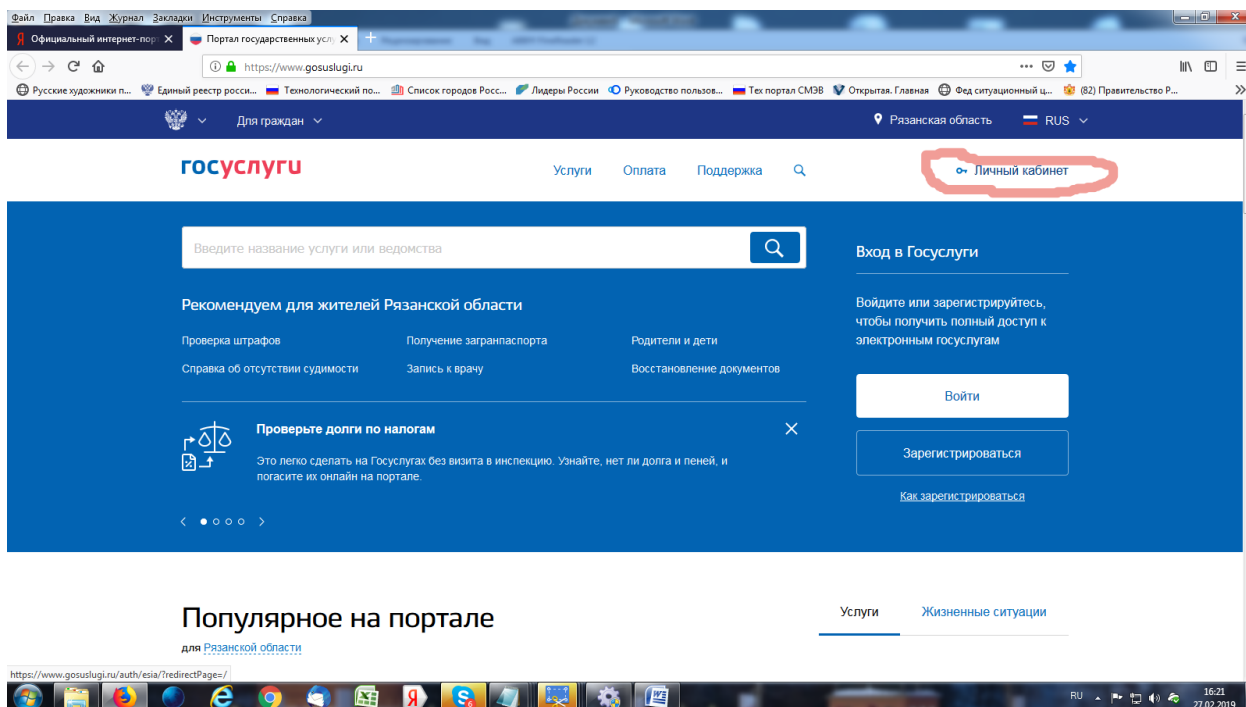 Файл Правка Вид Журнал Закладки Инструменты Справка
Официальный интернет-порт
Портал государственных услу
https://www.gosuslugi.ru
Русские художники п... Единый реестр росси... Технологический по... Список городов Росс... Лидеры России Руководство пользов... Тех портал СМЭВ Открытая. Главная Фед ситуационный ц... (82) Правительство Р...
Для граждан Рязанская область RUS
госуслуги Услуги Оплата Поддержка Личный кабинет
Введите название услуги или ведомства
Рекомендуем для жителей Рязанской области
Проверка штрафов Получение загранпаспорта Родители и дети
Справка об отсутствии судимости Запись к врачу Восстановление документов
Проверьте долги по налогам
Это легко сделать на Госуслугах без визита в инспекцию. Узнайте, нет ли долга и пеней, и
погасите их онлайн на портале.
Вход в Госуслуги
Войдите или зарегистрируйтесь,
чтобы получить полный доступ к
электронным госуслугам
Войти
Зарегистрироваться
Как зарегистрироваться
Популярное на портале
для Рязанской области
Услуги Жизненные ситуации
https://www.gosuslugi.ru/auth/esia/?redirectPage=/
RU 16:21
27.02.2019